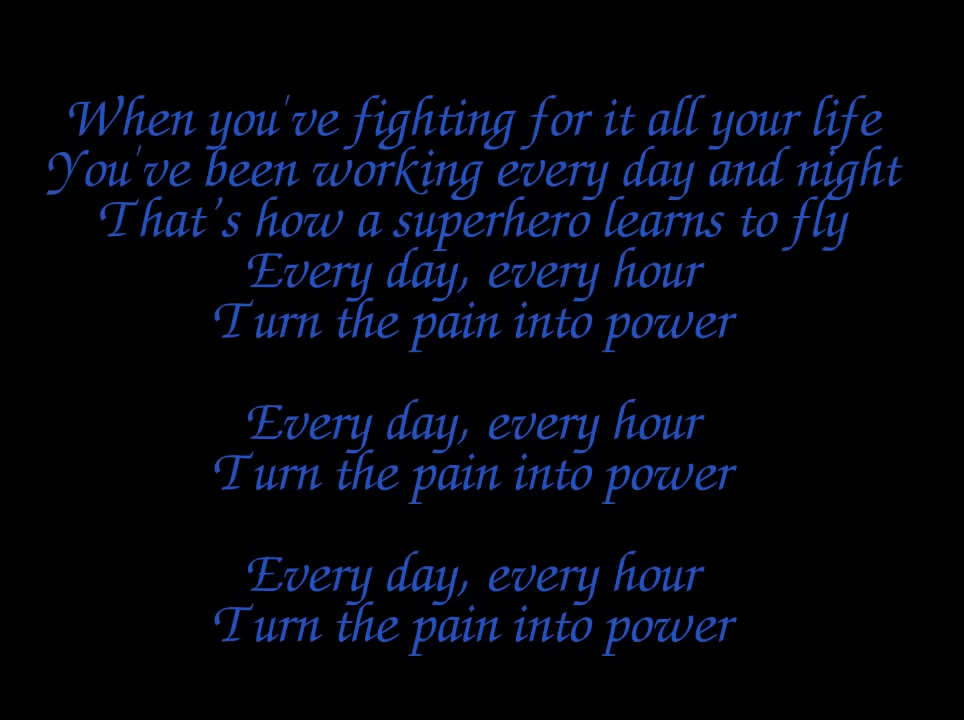 When you've fighting for it all your life
You've been working every day and night
That’s how a superhero learns to fly
Every day, every hour
Turn the pain into power
Every day, every hour
Turn the pain into power
Every day, every hour
Turn the pain into power